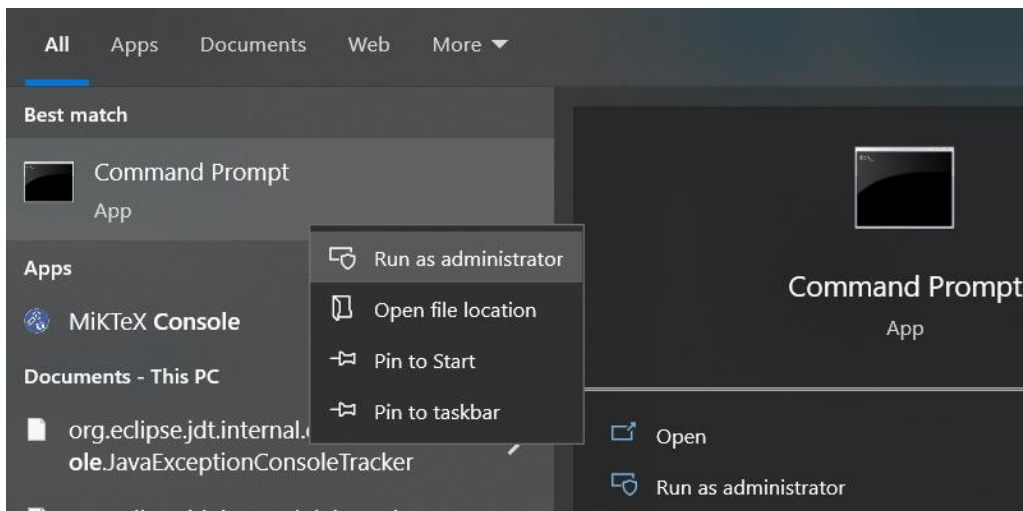 All Apps Documents Web More
Best match
Command Prompt
App
Apps
MiKTeX Console
Documents - This PC
org.eclipse.jdt.internal.
ole.JavaExceptionConsoleTracker
Run as administrator
Open file location
Pin to Start
Pin to taskbar
Command Prompt
App
Open
Run as administrator